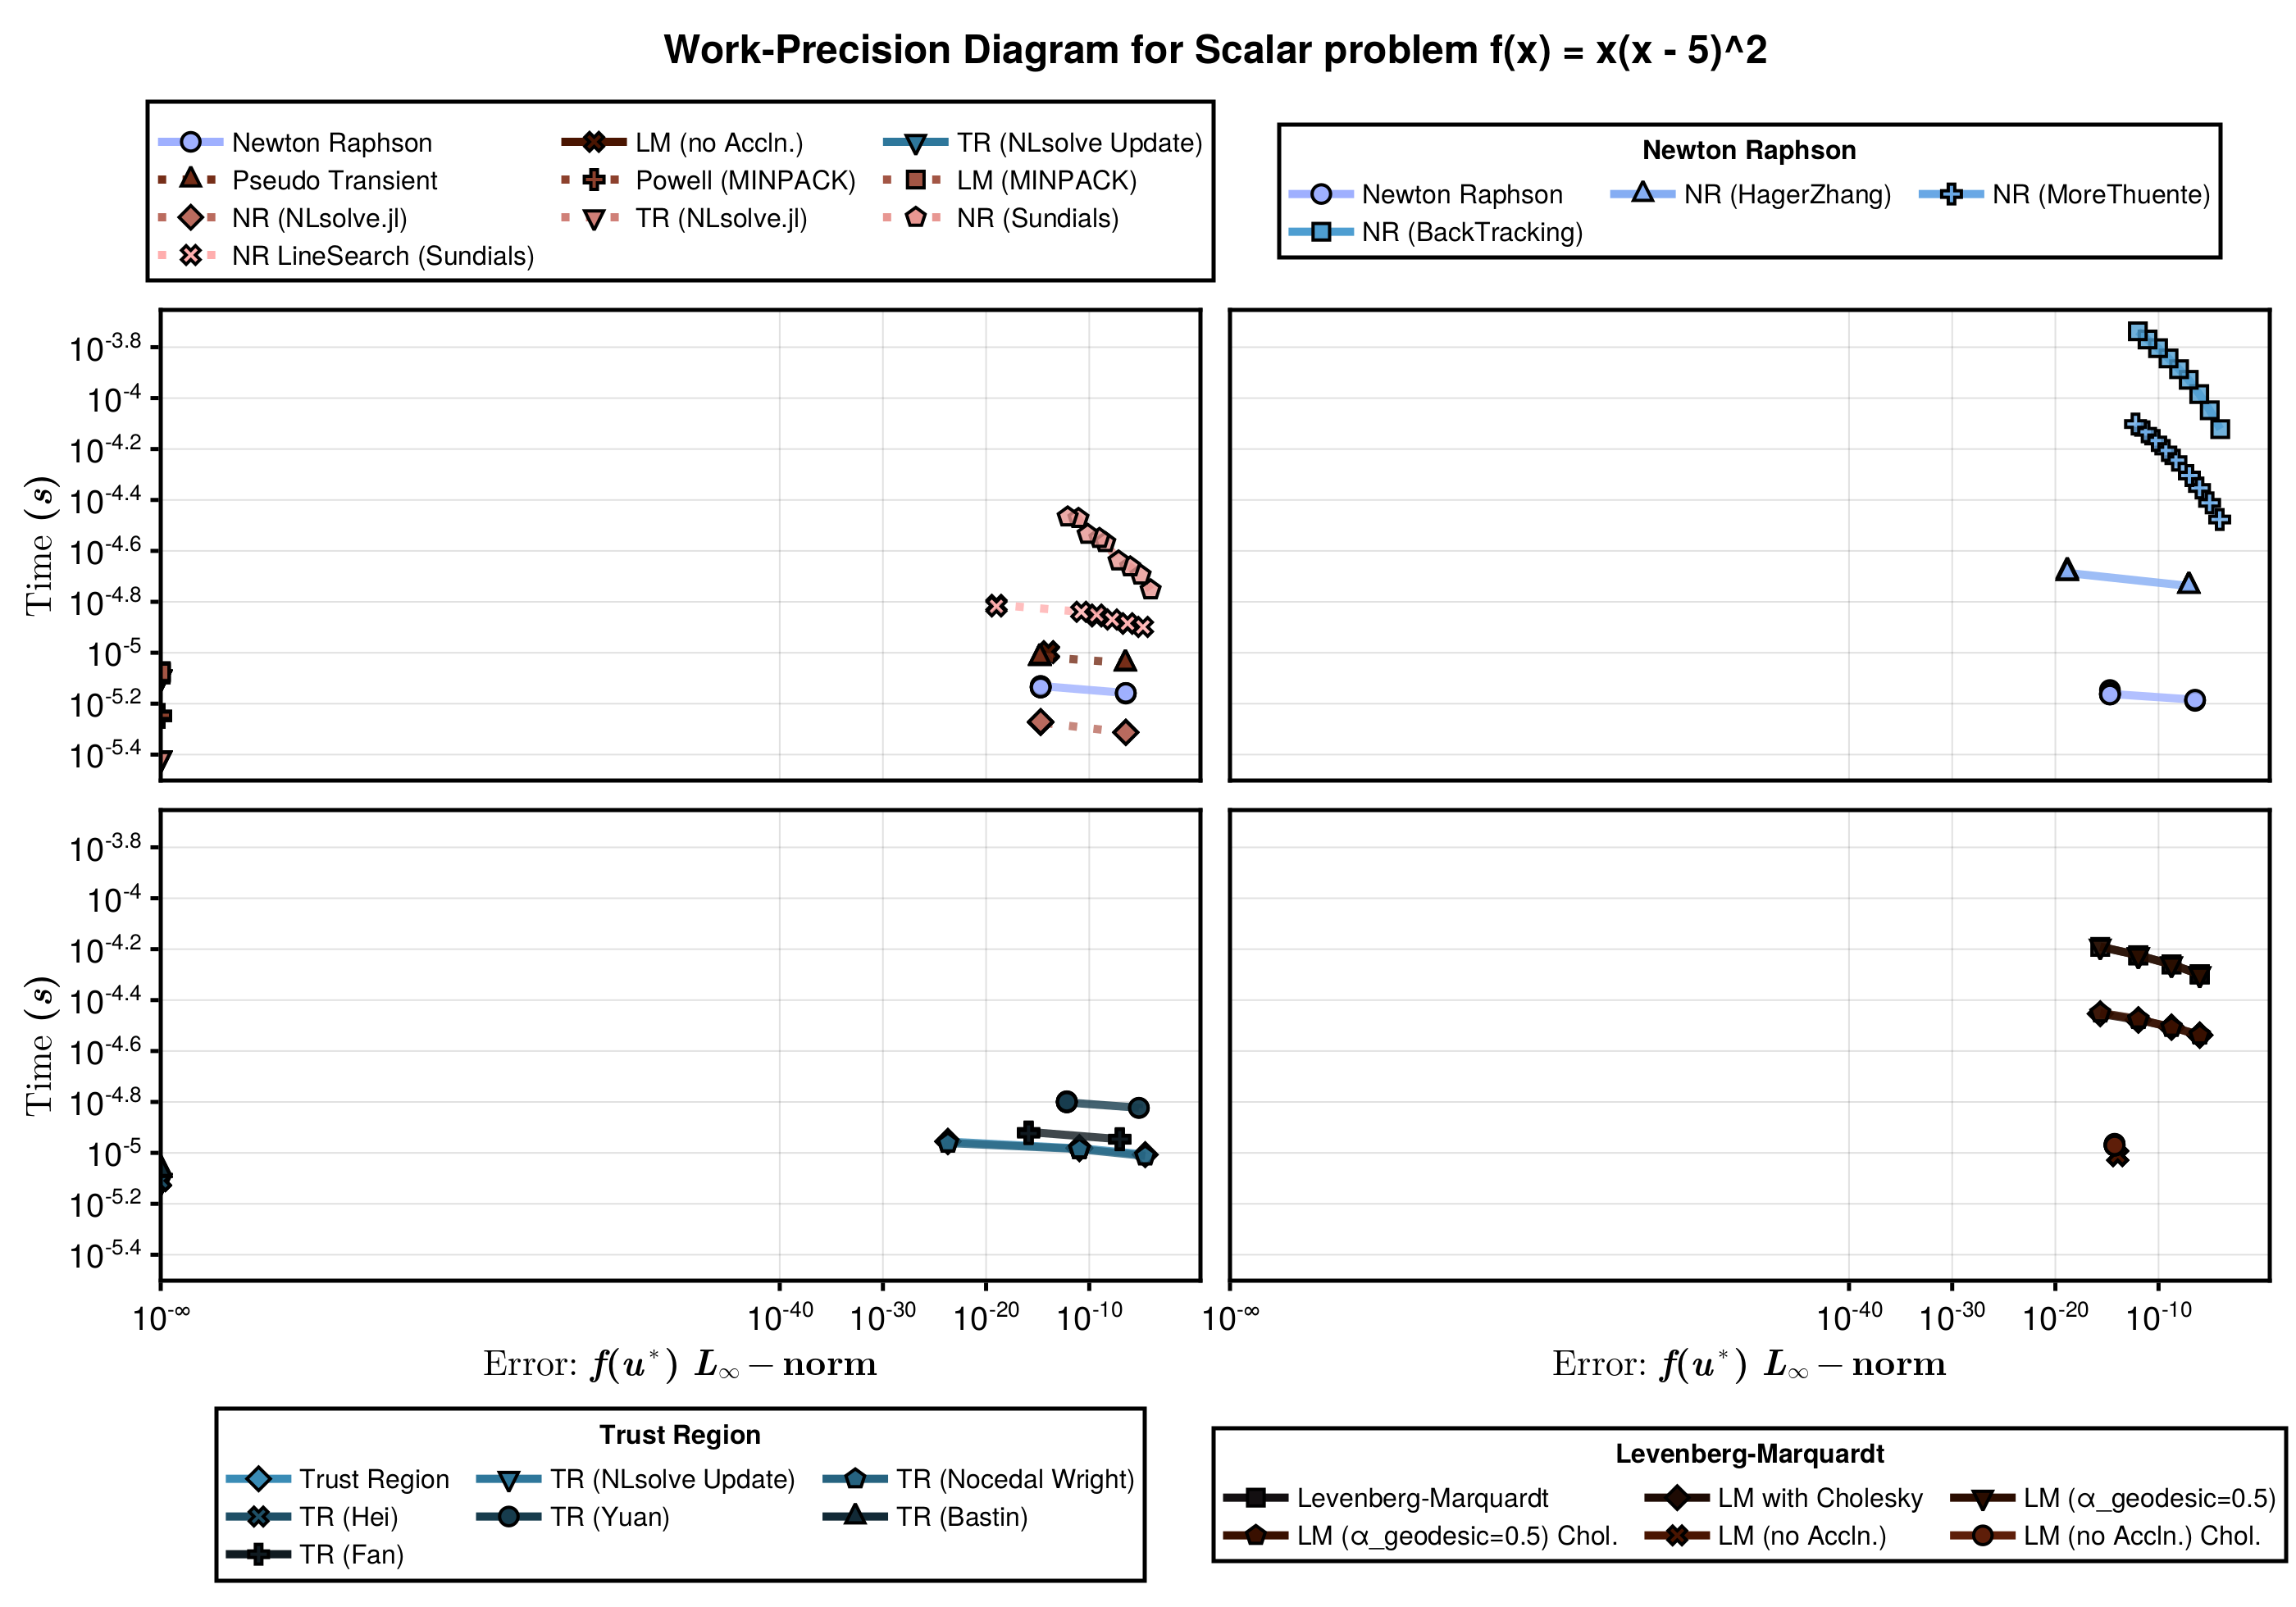 Work-Precision Diagram for Scalar problem f(x) = x(x - 5)^2
Newton Raphson LM (no Accln.) TR (NLsolve Update)
Pseudo Transient Powell (MINPACK) LM (MINPACK)
NR (NLsolve.jl) TR (NLsolve.jl) NR (Sundials)
NR LineSearch (Sundials)
Newton Raphson
Newton Raphson NR (HagerZhang) NR (MoreThuente)
NR (BackTracking)
Time (s)
10^-3.8
10^-4
10^-4.2
10^-4.4
10^-4.6
10^-4.8
10^-5
10^-5.2
10^-5.4
Time (s)
10^-3.8
10^-4
10^-4.2
10^-4.4
10^-4.6
10^-4.8
10^-5
10^-5.2
10^-5.4
10^-∞ 10^-40 10^-30 10^-20 10^-10
10^-∞ 10^-40 10^-30 10^-20 10^-10
Error: f(u^*) L_∞ − norm
Error: f(u^*) L_∞ − norm
Trust Region
Trust Region TR (NLsolve Update) TR (Nocedal Wright)
TR (Hei) TR (Yuan) TR (Bastin)
TR (Fan)
Levenberg-Marquardt
Levenberg-Marquardt LM with Cholesky LM (α_geodesic=0.5)
LM (α_geodesic=0.5) Chol. LM (no Accln.) LM (no Accln.) Chol.